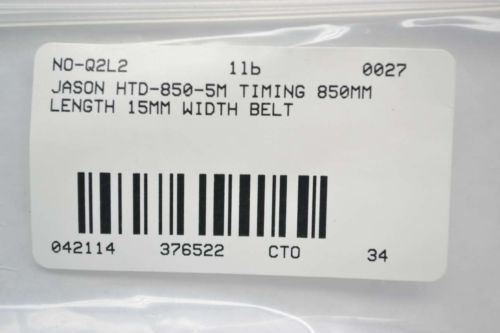 NO-Q2L2 1lb 0027
JASON HTD-850-5M TIMING 850MM
LENGTH 15MM WIDTH BELT
042114 376522 CTO 34